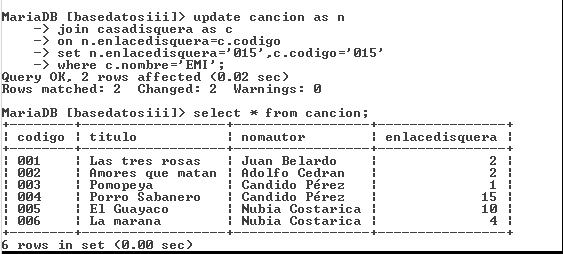 MariaDB [basedatosiii]> update cancion as n
-> join casadisquera as c
-> on n.enlacedisquera=c.codigo
-> set n.enlacedisquera='015',c.codigo='015'
-> where c.nombre='EMI';
Query OK, 2 rows affected (0.02 sec)
Rows matched: 2  Changed: 2  Warnings: 0
MariaDB [basedatosiii]> select * from cancion;
+--------+-------------------+------------------+----------------+
| codigo | titulo            | nomautor         | enlacedisquera |
+--------+-------------------+------------------+----------------+
| 001    | Las tres rosas    | Juan Belardo     |              2 |
| 002    | Amores que matan  | Adolfo Cedran    |              2 |
| 003    | Pomopeya          | Candido Pérez    |              1 |
| 004    | Porro Sabanero    | Candido Pérez    |             15 |
| 005    | El Guayaco        | Nubia Costarica  |             10 |
| 006    | La marana         | Nubia Costarica  |              4 |
+--------+-------------------+------------------+----------------+
6 rows in set (0.00 sec)